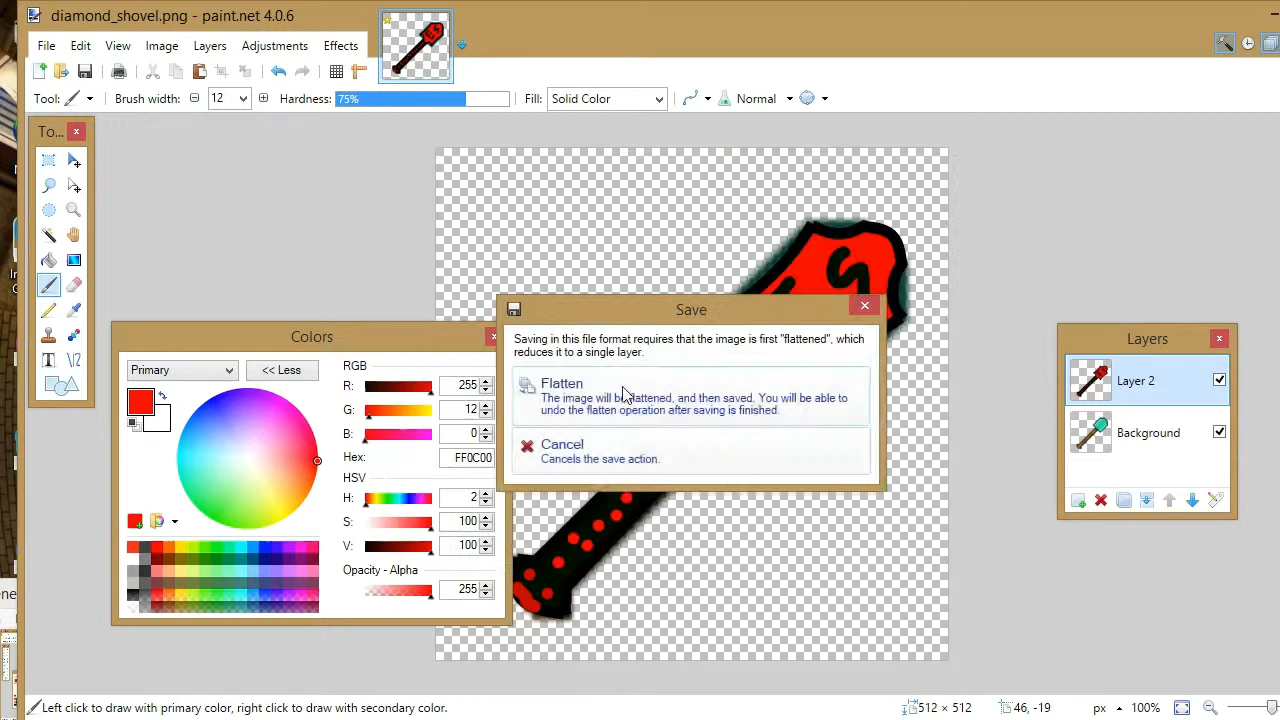 diamond_shovel.png - paint.net 4.0.6
File Edit View Image Layers Adjustments Effects
Tool: Brush width: 12 Hardness: 75% Fill: Solid Color Normal
To...
Colors
Primary << Less
RGB
R: 255
G: 12
B: 0
Hex: FF0C00
HSV
H: 2
S: 100
V: 100
Opacity - Alpha
255
Save
Saving in this file format requires that the image is first "flattened", which
reduces it to a single layer.
Flatten
The image will be flattened, and then saved. You will be able to
undo the flatten operation after saving is finished.
Cancel
Cancels the save action.
Layers
Layer 2
Background
Left click to draw with primary color, right click to draw with secondary color.
512 × 512 46, -19 px 100%